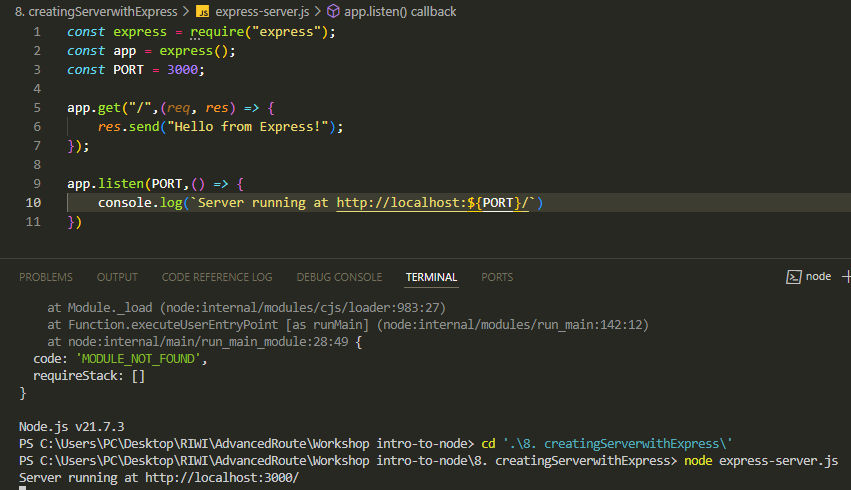 8. creatingServerwithExpress > JS express-server.js > app.listen() callback
1 const express = require("express");
2 const app = express();
3 const PORT = 3000;
4
5 app.get("/",(req, res) => {
6     res.send("Hello from Express!");
7 });
8
9 app.listen(PORT,() => {
10     console.log(`Server running at http://localhost:${PORT}/`)
11 })
PROBLEMS OUTPUT CODE REFERENCE LOG DEBUG CONSOLE TERMINAL PORTS node +
    at Module._load (node:internal/modules/cjs/loader:983:27)
    at Function.executeUserEntryPoint [as runMain] (node:internal/modules/run_main:142:12)
    at node:internal/main/run_main_module:28:49 {
  code: 'MODULE_NOT_FOUND',
  requireStack: []
}
Node.js v21.7.3
PS C:\Users\PC\Desktop\RIWI\AdvancedRoute\Workshop intro-to-node> cd '.\8. creatingServerwithExpress\'
PS C:\Users\PC\Desktop\RIWI\AdvancedRoute\Workshop intro-to-node\8. creatingServerwithExpress> node express-server.js
Server running at http://localhost:3000/